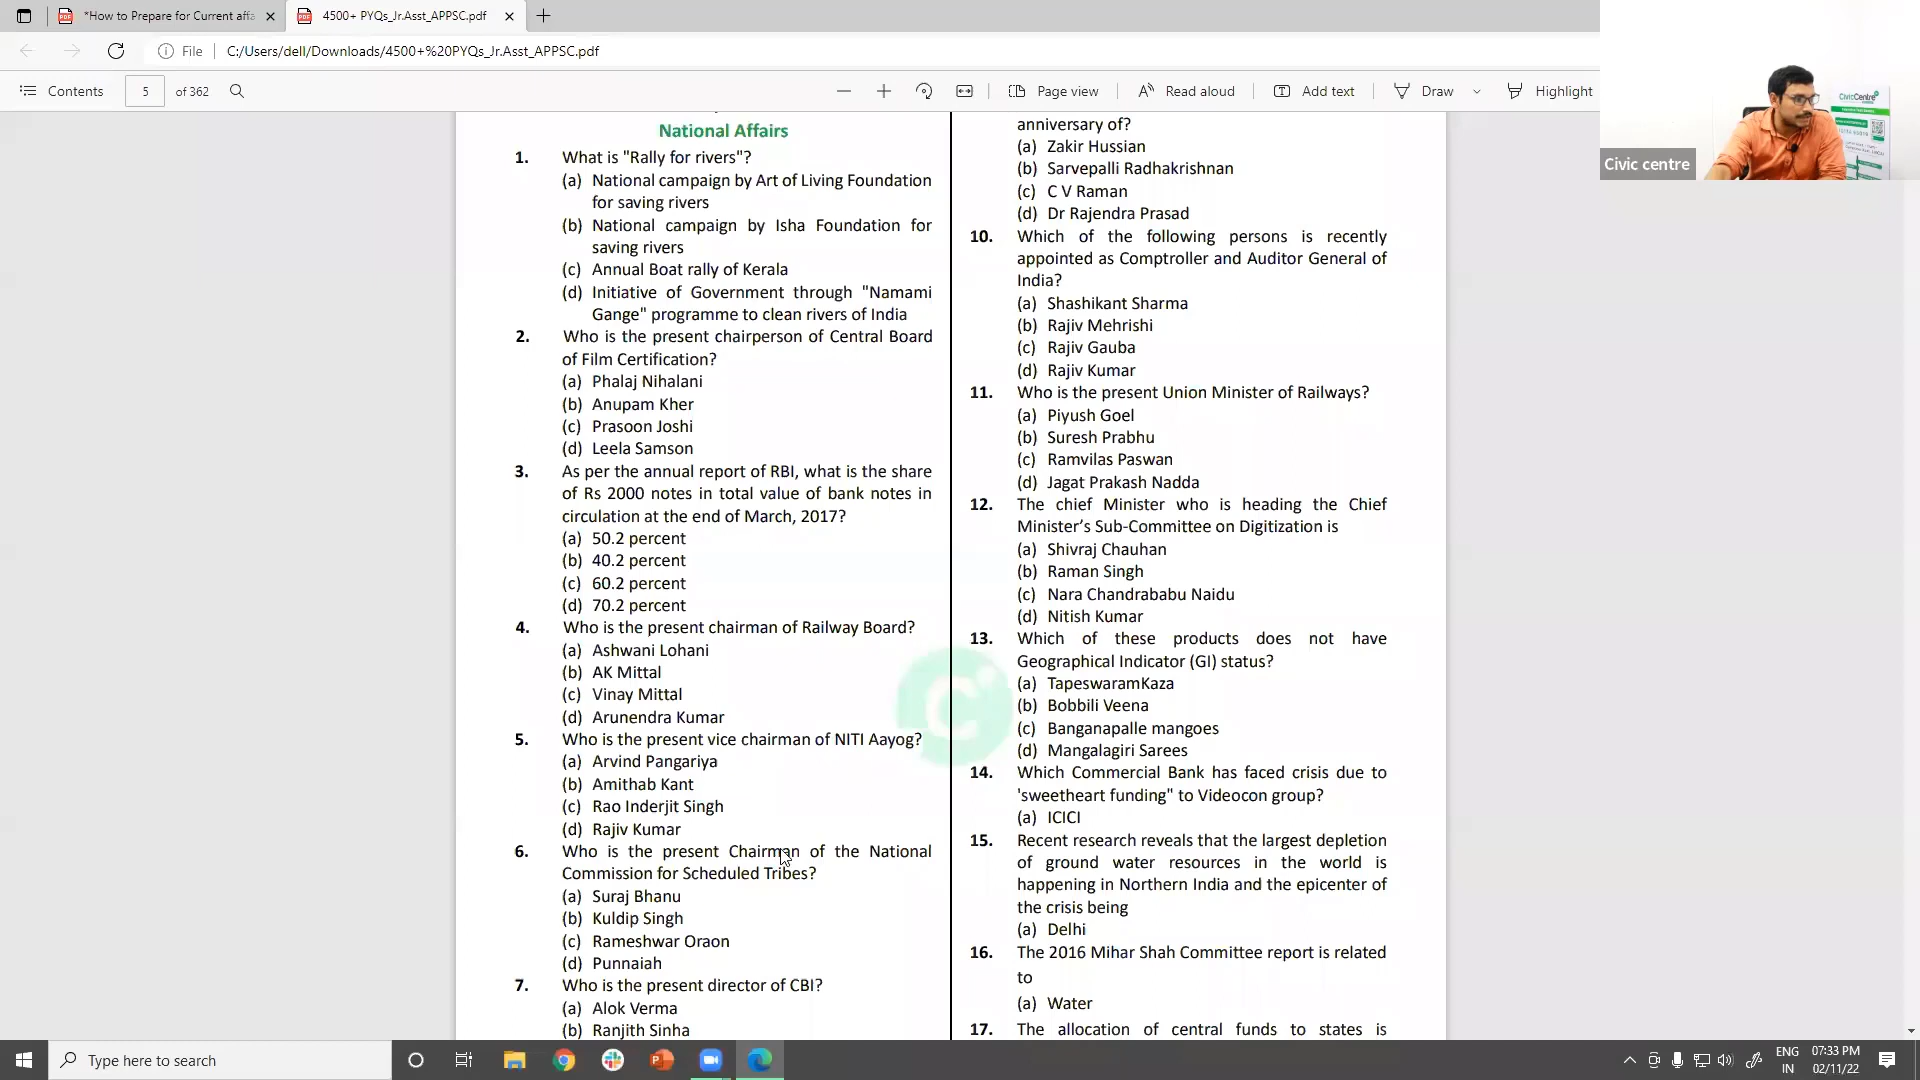 *How to Prepare for Current affa
4500+ PYQs_Jr.Asst_APPSC.pdf
File
C:/Users/dell/Downloads/4500+%20PYQs_Jr.Asst_APPSC.pdf
Contents
5
of 362
Page view
Read aloud
Add text
Draw
Highlight
Civic centre
National Affairs
1. What is "Rally for rivers"?
(a) National campaign by Art of Living Foundation
for saving rivers
(b) National campaign by Isha Foundation for
saving rivers
(c) Annual Boat rally of Kerala
(d) Initiative of Government through "Namami
Gange" programme to clean rivers of India
2. Who is the present chairperson of Central Board
of Film Certification?
(a) Phalaj Nihalani
(b) Anupam Kher
(c) Prasoon Joshi
(d) Leela Samson
3. As per the annual report of RBI, what is the share
of Rs 2000 notes in total value of bank notes in
circulation at the end of March, 2017?
(a) 50.2 percent
(b) 40.2 percent
(c) 60.2 percent
(d) 70.2 percent
4. Who is the present chairman of Railway Board?
(a) Ashwani Lohani
(b) AK Mittal
(c) Vinay Mittal
(d) Arunendra Kumar
5. Who is the present vice chairman of NITI Aayog?
(a) Arvind Pangariya
(b) Amithab Kant
(c) Rao Inderjit Singh
(d) Rajiv Kumar
6. Who is the present Chairman of the National
Commission for Scheduled Tribes?
(a) Suraj Bhanu
(b) Kuldip Singh
(c) Rameshwar Oraon
(d) Punnaiah
7. Who is the present director of CBI?
(a) Alok Verma
(b) Ranjith Sinha
anniversary of?
(a) Zakir Hussian
(b) Sarvepalli Radhakrishnan
(c) C V Raman
(d) Dr Rajendra Prasad
10. Which of the following persons is recently
appointed as Comptroller and Auditor General of
India?
(a) Shashikant Sharma
(b) Rajiv Mehrishi
(c) Rajiv Gauba
(d) Rajiv Kumar
11. Who is the present Union Minister of Railways?
(a) Piyush Goel
(b) Suresh Prabhu
(c) Ramvilas Paswan
(d) Jagat Prakash Nadda
12. The chief Minister who is heading the Chief
Minister’s Sub-Committee on Digitization is
(a) Shivraj Chauhan
(b) Raman Singh
(c) Nara Chandrababu Naidu
(d) Nitish Kumar
13. Which of these products does not have
Geographical Indicator (GI) status?
(a) TapeswaramKaza
(b) Bobbili Veena
(c) Banganapalle mangoes
(d) Mangalagiri Sarees
14. Which Commercial Bank has faced crisis due to
'sweetheart funding" to Videocon group?
(a) ICICI
15. Recent research reveals that the largest depletion
of ground water resources in the world is
happening in Northern India and the epicenter of
the crisis being
(a) Delhi
16. The 2016 Mihar Shah Committee report is related
to
(a) Water
17. The allocation of central funds to states is
Type here to search
ENG
IN
07:33 PM
02/11/22